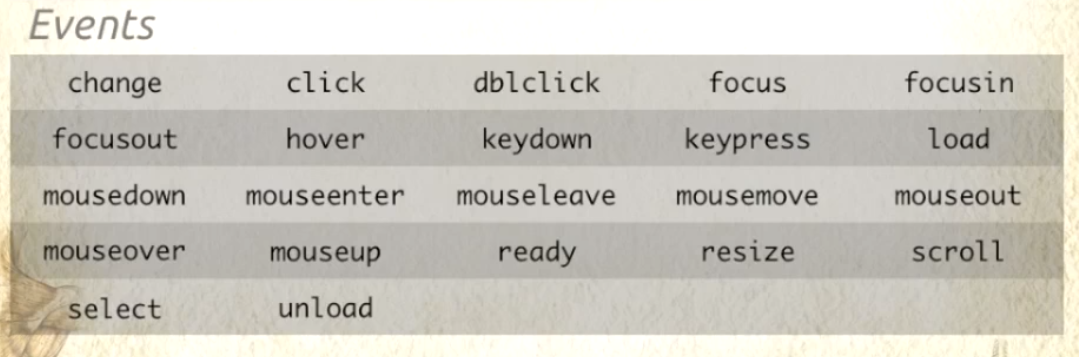 Events
change click dblclick focus focusin
focusout hover keydown keypress load
mousedown mouseenter mouseleave mousemove mouseout
mouseover mouseup ready resize scroll
select unload